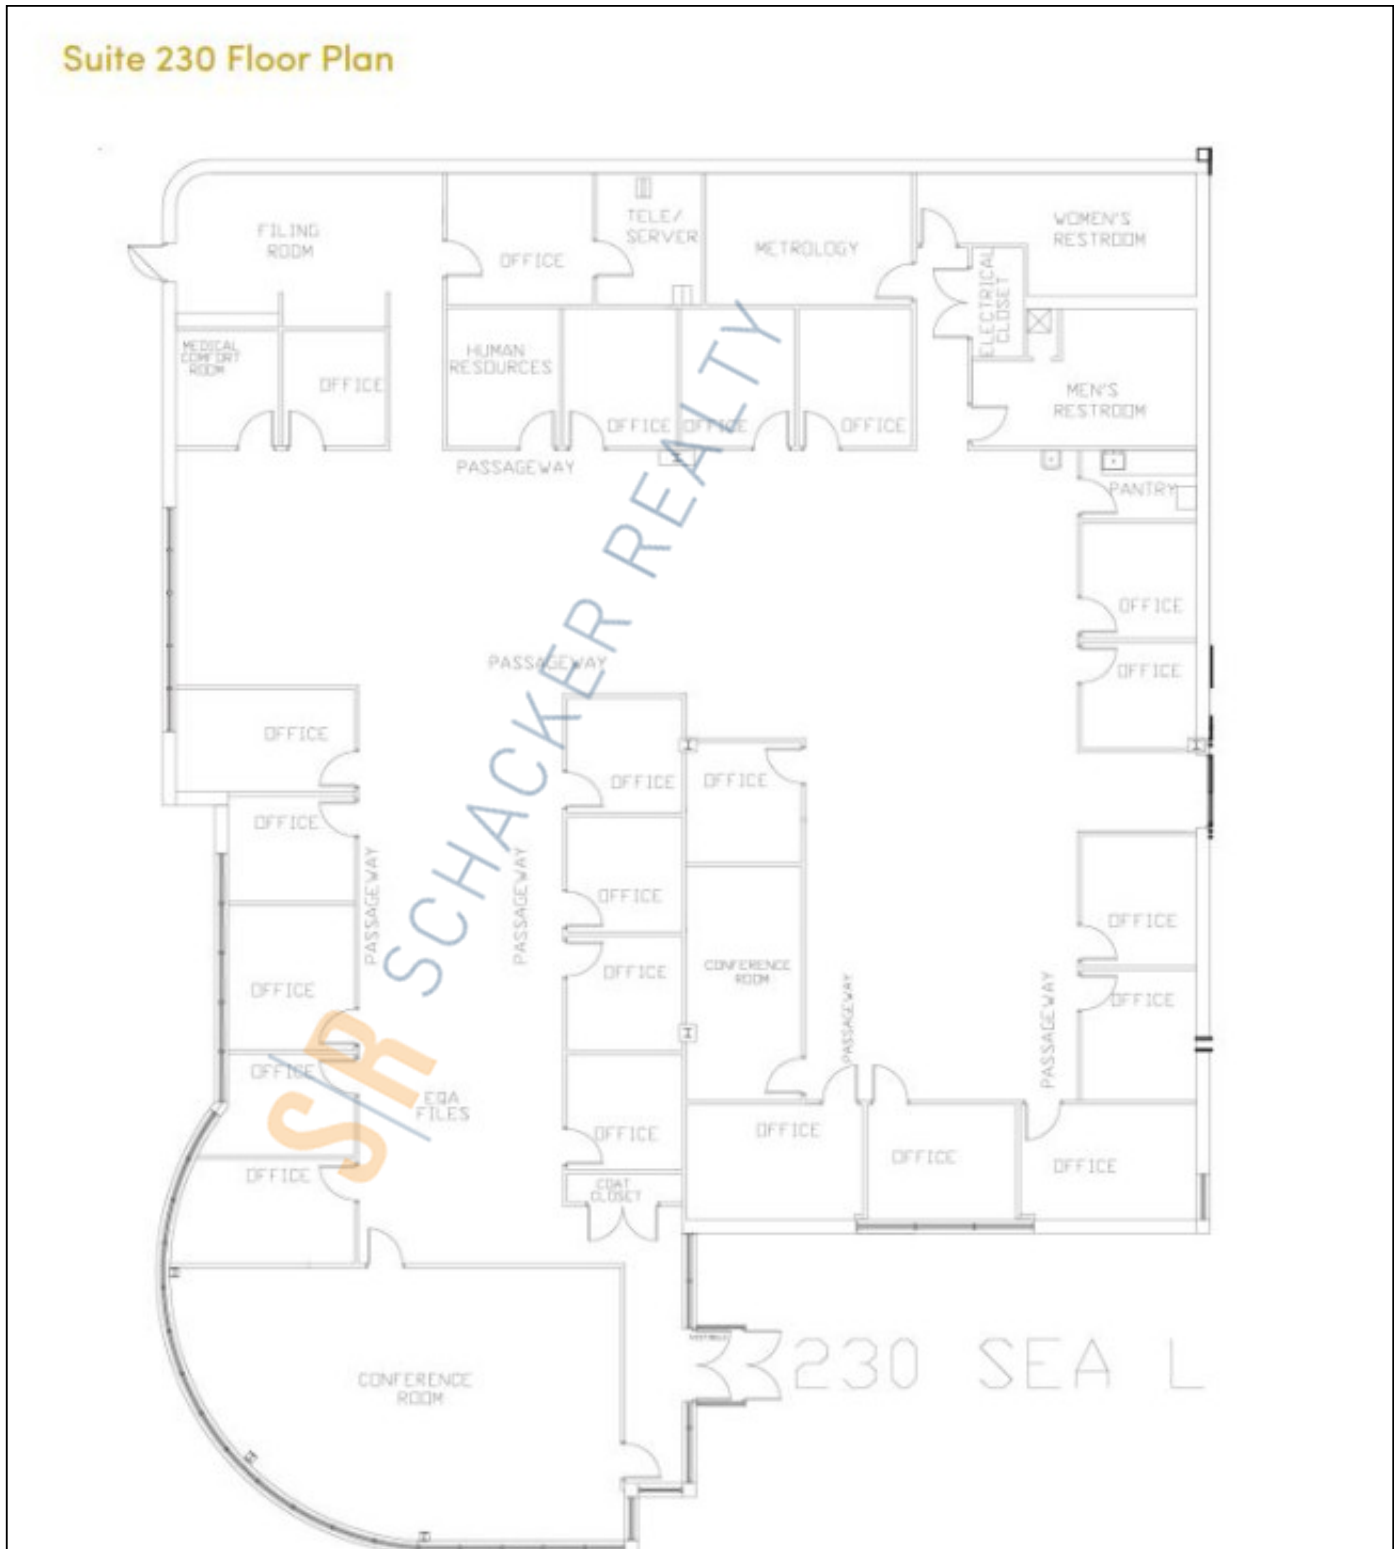 Suite 230 Floor Plan
FILING
ROOM
OFFICE
TELE/
SERVER
METROLOGY
WOMEN'S
RESTROOM
ELECTRICAL
CLOSET
MEDICAL
COMFORT
ROOM
OFFICE
HUMAN
RESOURCES
OFFICE
OFFICE
OFFICE
MEN'S
RESTROOM
PASSAGEWAY
PANTRY
OFFICE
OFFICE
PASSAGEWAY
OFFICE
OFFICE
OFFICE
OFFICE
PASSAGEWAY
PASSAGEWAY
OFFICE
OFFICE
OFFICE
CONFERENCE
ROOM
OFFICE
OFFICE
PASSAGEWAY
PASSAGEWAY
OFFICE
EQA
FILES
OFFICE
OFFICE
OFFICE
OFFICE
OFFICE
COAT
CLOSET
CONFERENCE
ROOM
230 SEA L
SR SCHACKER REALTY